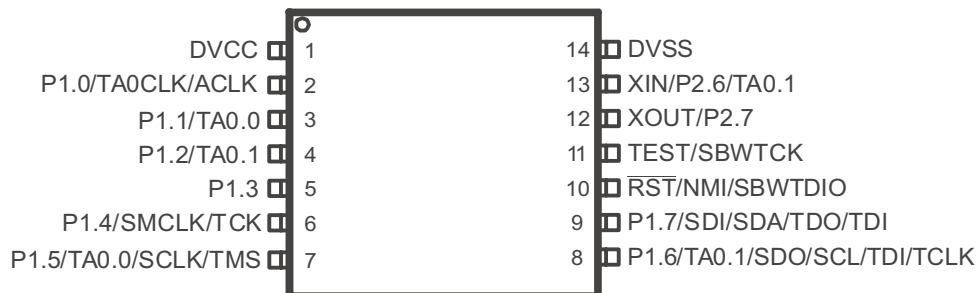 DVCC 1 14 DVSS
P1.0/TA0CLK/ACLK 2 13 XIN/P2.6/TA0.1
P1.1/TA0.0 3 12 XOUT/P2.7
P1.2/TA0.1 4 11 TEST/SBWTCK
P1.3 5 10 RST/NMI/SBWTDIO
P1.4/SMCLK/TCK 6 9 P1.7/SDI/SDA/TDO/TDI
P1.5/TA0.0/SCLK/TMS 7 8 P1.6/TA0.1/SDO/SCL/TDI/TCLK